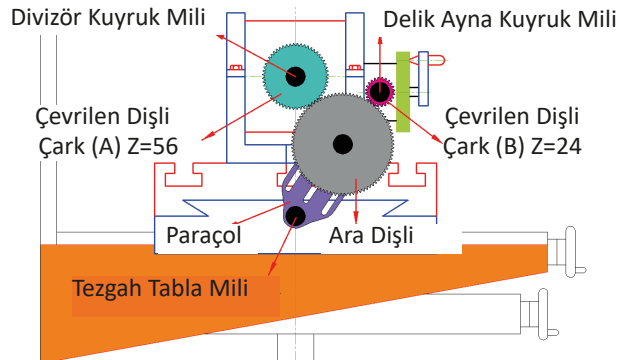 Divizör Kuyruk Mili
Delik Ayna Kuyruk Mili
Çevrilen Dişli
Çark (A) Z=56
Çevrilen Dişli
Çark (B) Z=24
Paraçol
Ara Dişli
Tezgah Tabla Mili